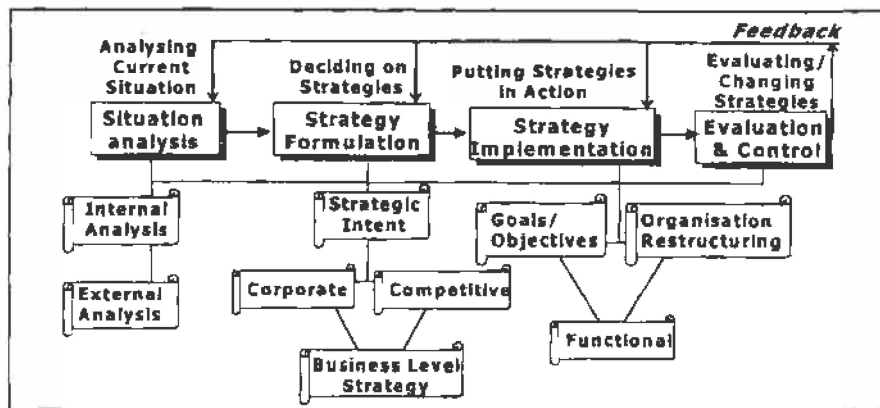 Feedback
Analysing
Current
Situation
Deciding on
Strategies
Putting Strategies
in Action
Evaluating/
Changing
Strategies
Situation
analysis
Strategy
Formulation
Strategy
Implementation
Evaluation
& Control
Internal
Analysis
Strategic
Intent
Goals/
Objectives
Organisation
Restructuring
External
Analysis
Corporate
Competitive
Functional
Business Level
Strategy